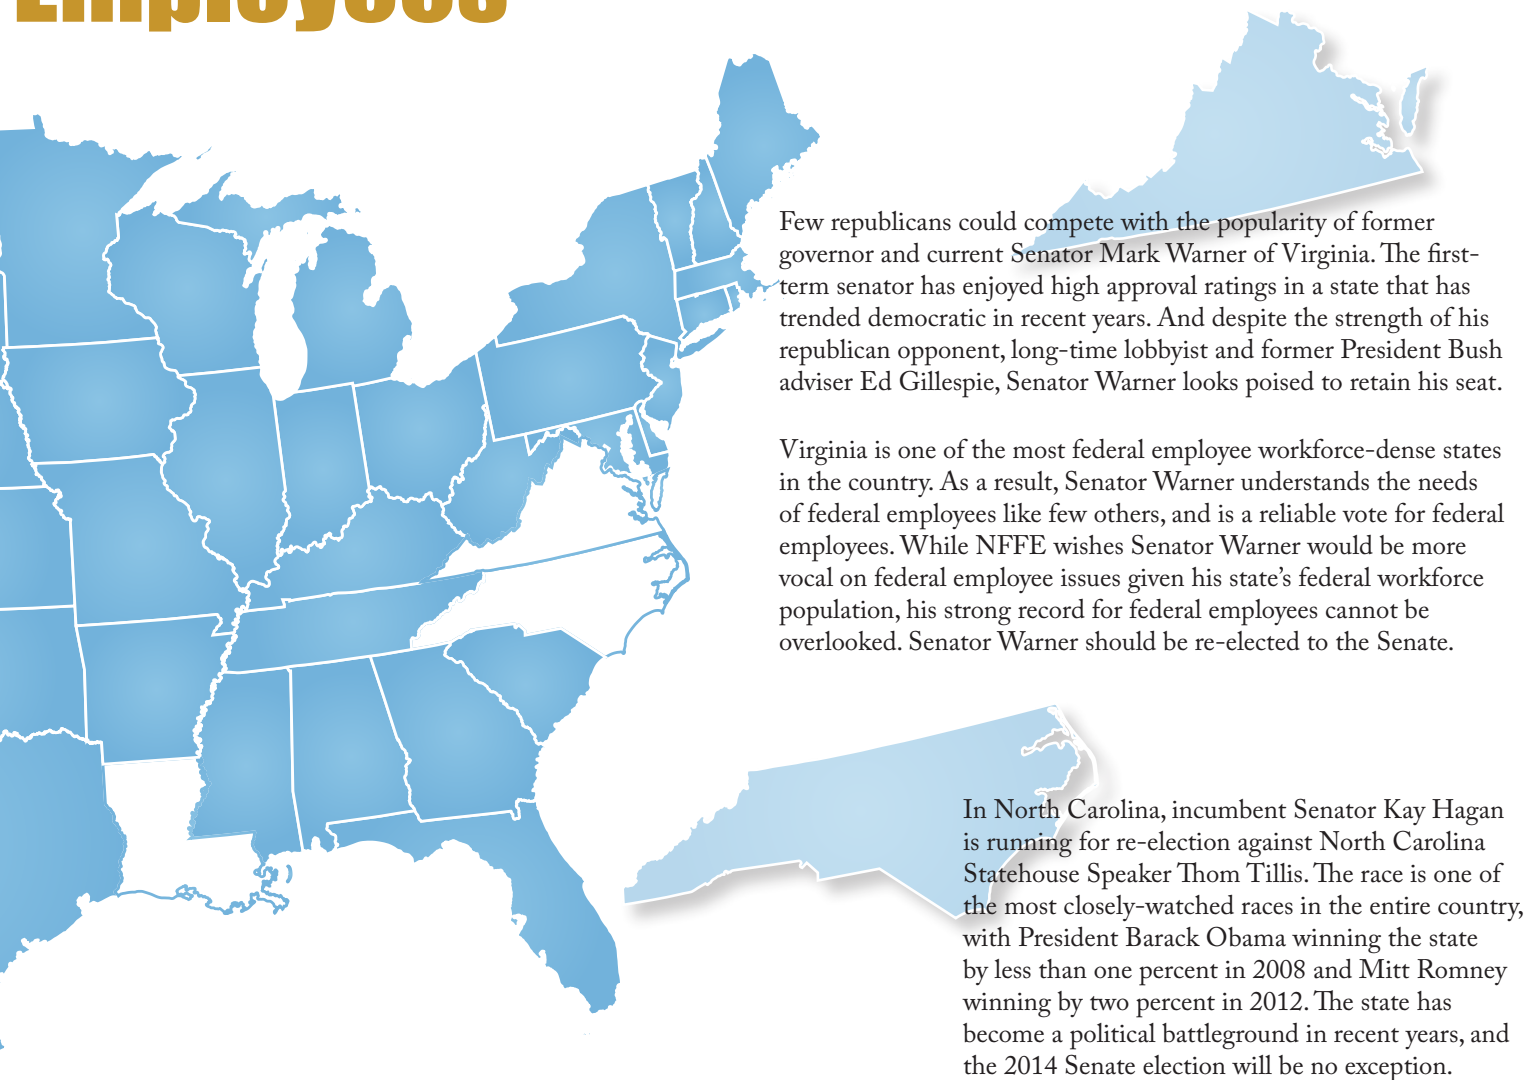 Employees
Few republicans could compete with the popularity of former
governor and current Senator Mark Warner of Virginia. The first-
term senator has enjoyed high approval ratings in a state that has
trended democratic in recent years. And despite the strength of his
republican opponent, long-time lobbyist and former President Bush
adviser Ed Gillespie, Senator Warner looks poised to retain his seat.
Virginia is one of the most federal employee workforce-dense states
in the country. As a result, Senator Warner understands the needs
of federal employees like few others, and is a reliable vote for federal
employees. While NFFE wishes Senator Warner would be more
vocal on federal employee issues given his state’s federal workforce
population, his strong record for federal employees cannot be
overlooked. Senator Warner should be re-elected to the Senate.
In North Carolina, incumbent Senator Kay Hagan
is running for re-election against North Carolina
Statehouse Speaker Thom Tillis. The race is one of
the most closely-watched races in the entire country,
with President Barack Obama winning the state
by less than one percent in 2008 and Mitt Romney
winning by two percent in 2012. The state has
become a political battleground in recent years, and
the 2014 Senate election will be no exception.